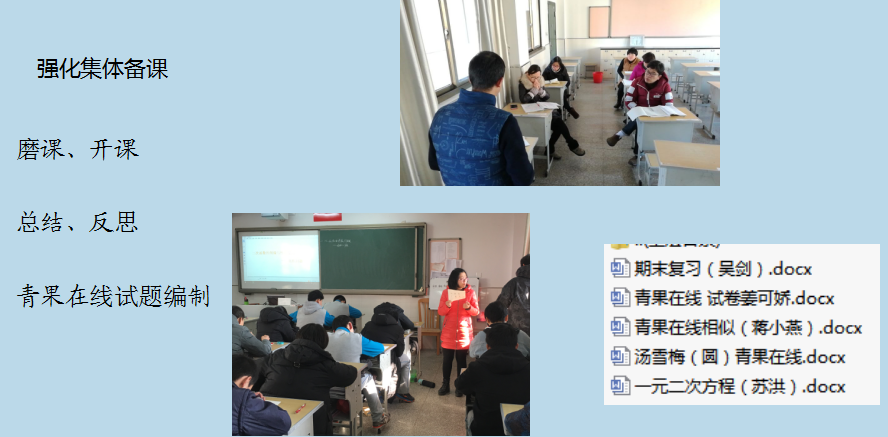 强化集体备课
磨课、开课
总结、反思
青果在线试题编制
期末复习（吴剑）.docx
青果在线 试卷姜可娇.docx
青果在线相似（蒋小燕）.docx
汤雪梅（圆）青果在线.docx
一元二次方程（苏洪）.docx